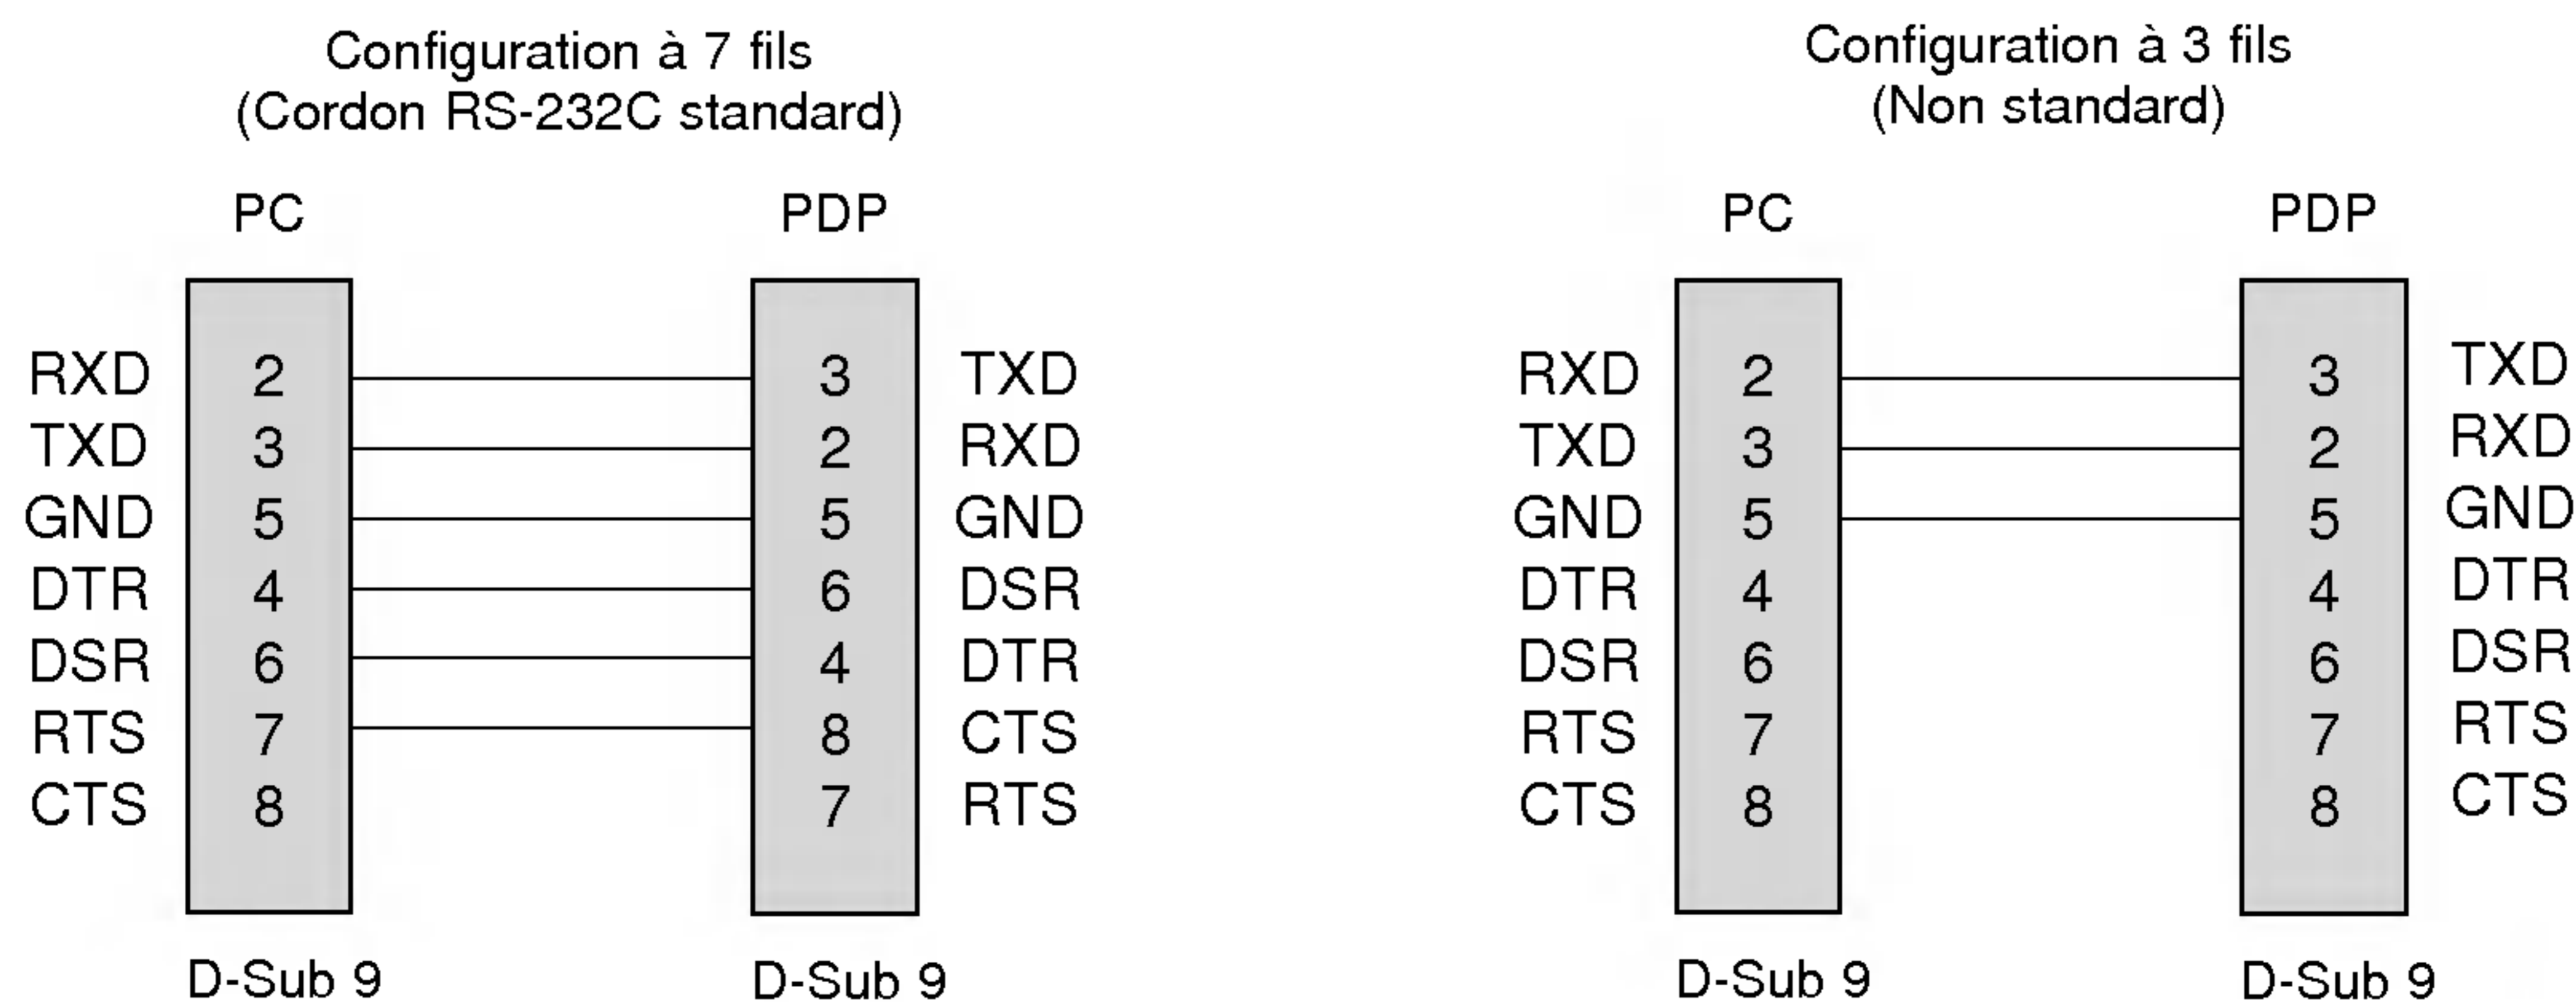 Configuration à 7 fils
(Cordon RS-232C standard)
PC PDP
RXD 2 3 TXD
TXD 3 2 RXD
GND 5 5 GND
DTR 4 6 DSR
DSR 6 4 DTR
RTS 7 8 CTS
CTS 8 7 RTS
D-Sub 9 D-Sub 9
Configuration à 3 fils
(Non standard)
PC PDP
RXD 2 3 TXD
TXD 3 2 RXD
GND 5 5 GND
DTR 4 4 DTR
DSR 6 6 DSR
RTS 7 7 RTS
CTS 8 8 CTS
D-Sub 9 D-Sub 9